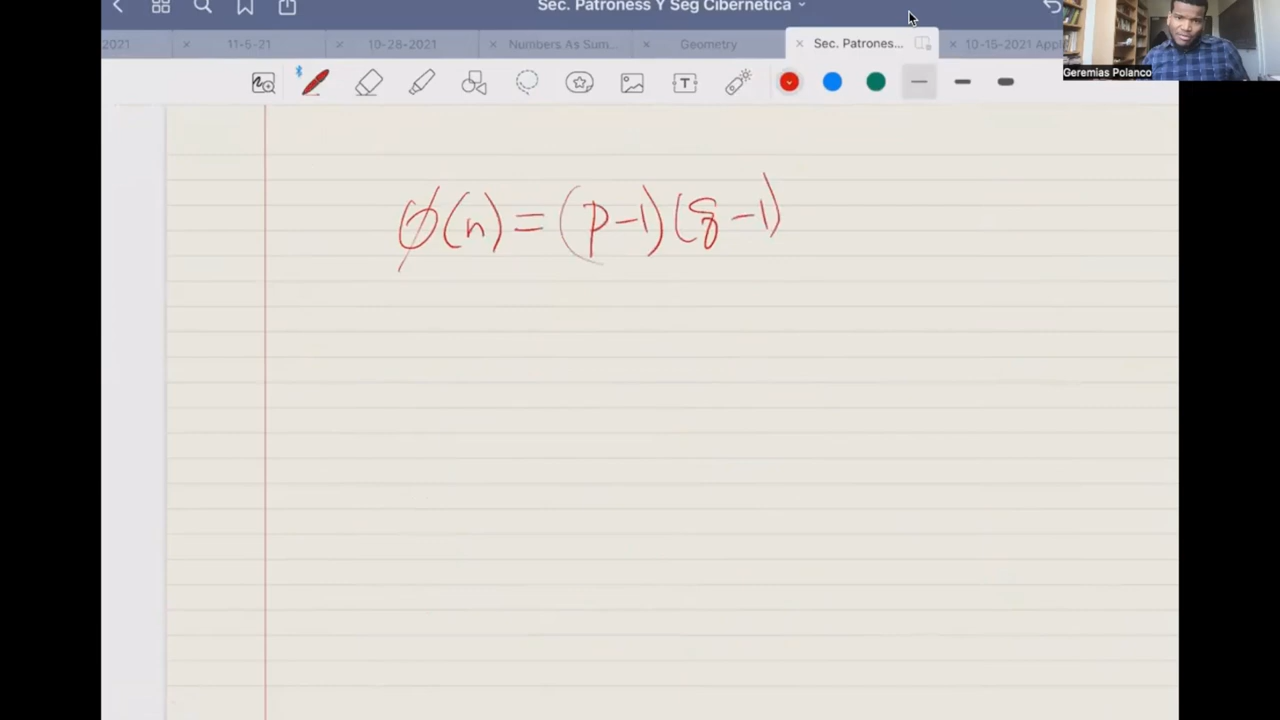 Sec. Patroness Y Seg Cibernetica
2021
11-5-21
10-28-2021
Numbers As Sum...
Geometry
Sec. Patrones...
10-15-2021 Appl
Geremias Polanco
T
φ(n) = (p-1)(q-1)